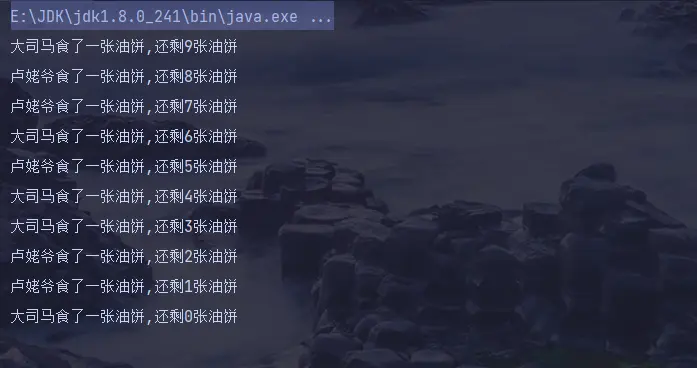 E:\JDK\jdk1.8.0_241\bin\java.exe ...
大司马食了一张油饼,还剩9张油饼
卢姥爷食了一张油饼,还剩8张油饼
卢姥爷食了一张油饼,还剩7张油饼
大司马食了一张油饼,还剩6张油饼
卢姥爷食了一张油饼,还剩5张油饼
大司马食了一张油饼,还剩4张油饼
大司马食了一张油饼,还剩3张油饼
卢姥爷食了一张油饼,还剩2张油饼
卢姥爷食了一张油饼,还剩1张油饼
大司马食了一张油饼,还剩0张油饼